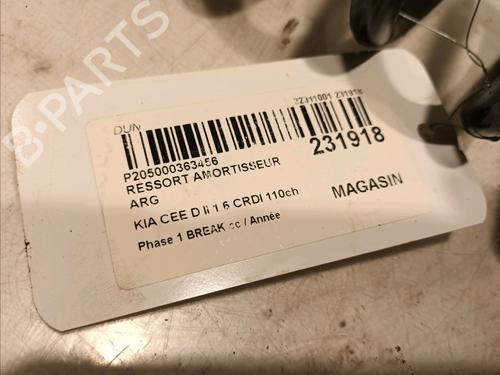 B-PARTS
DUN
22311001 231918
P205000363456
231918
RESSORT AMORTISSEUR
ARG
MAGASIN
KIA CEE D II 1.6 CRDI 110ch
Phase 1 BREAK cc / Année